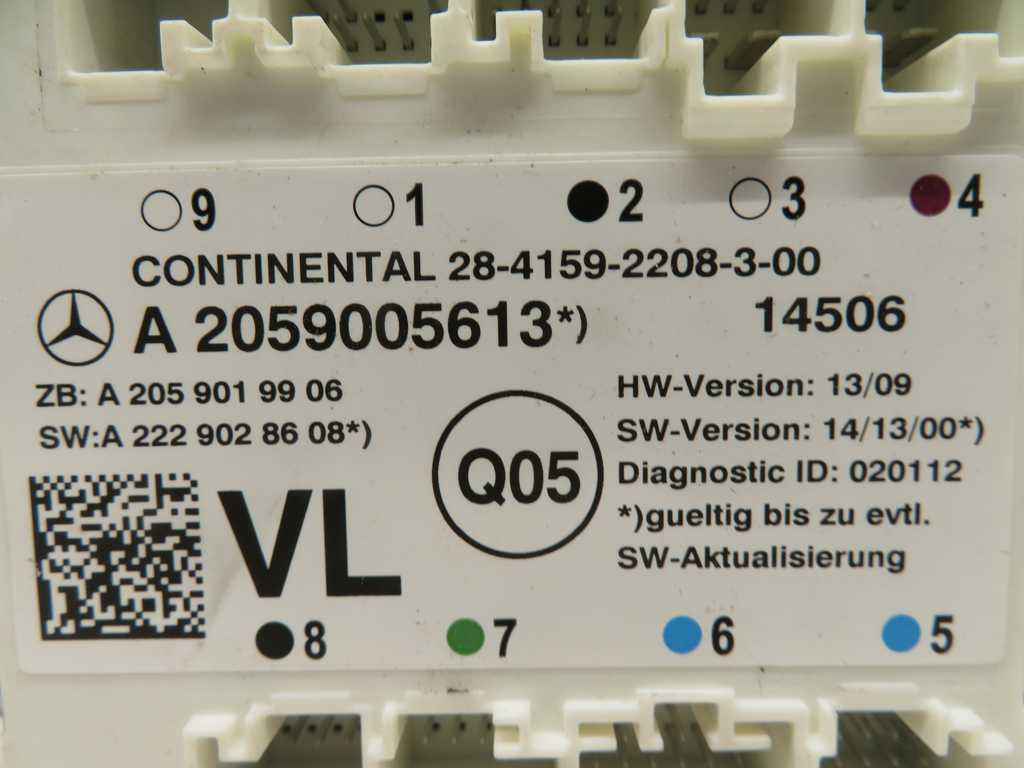 9 1 2 3 4
CONTINENTAL 28-4159-2208-3-00
A 2059005613*) 14506
ZB: A 205 901 99 06
SW:A 222 902 86 08*)
HW-Version: 13/09
SW-Version: 14/13/00*)
Diagnostic ID: 020112
*)gueltig bis zu evtl.
SW-Aktualisierung
Q05
VL
8 7 6 5